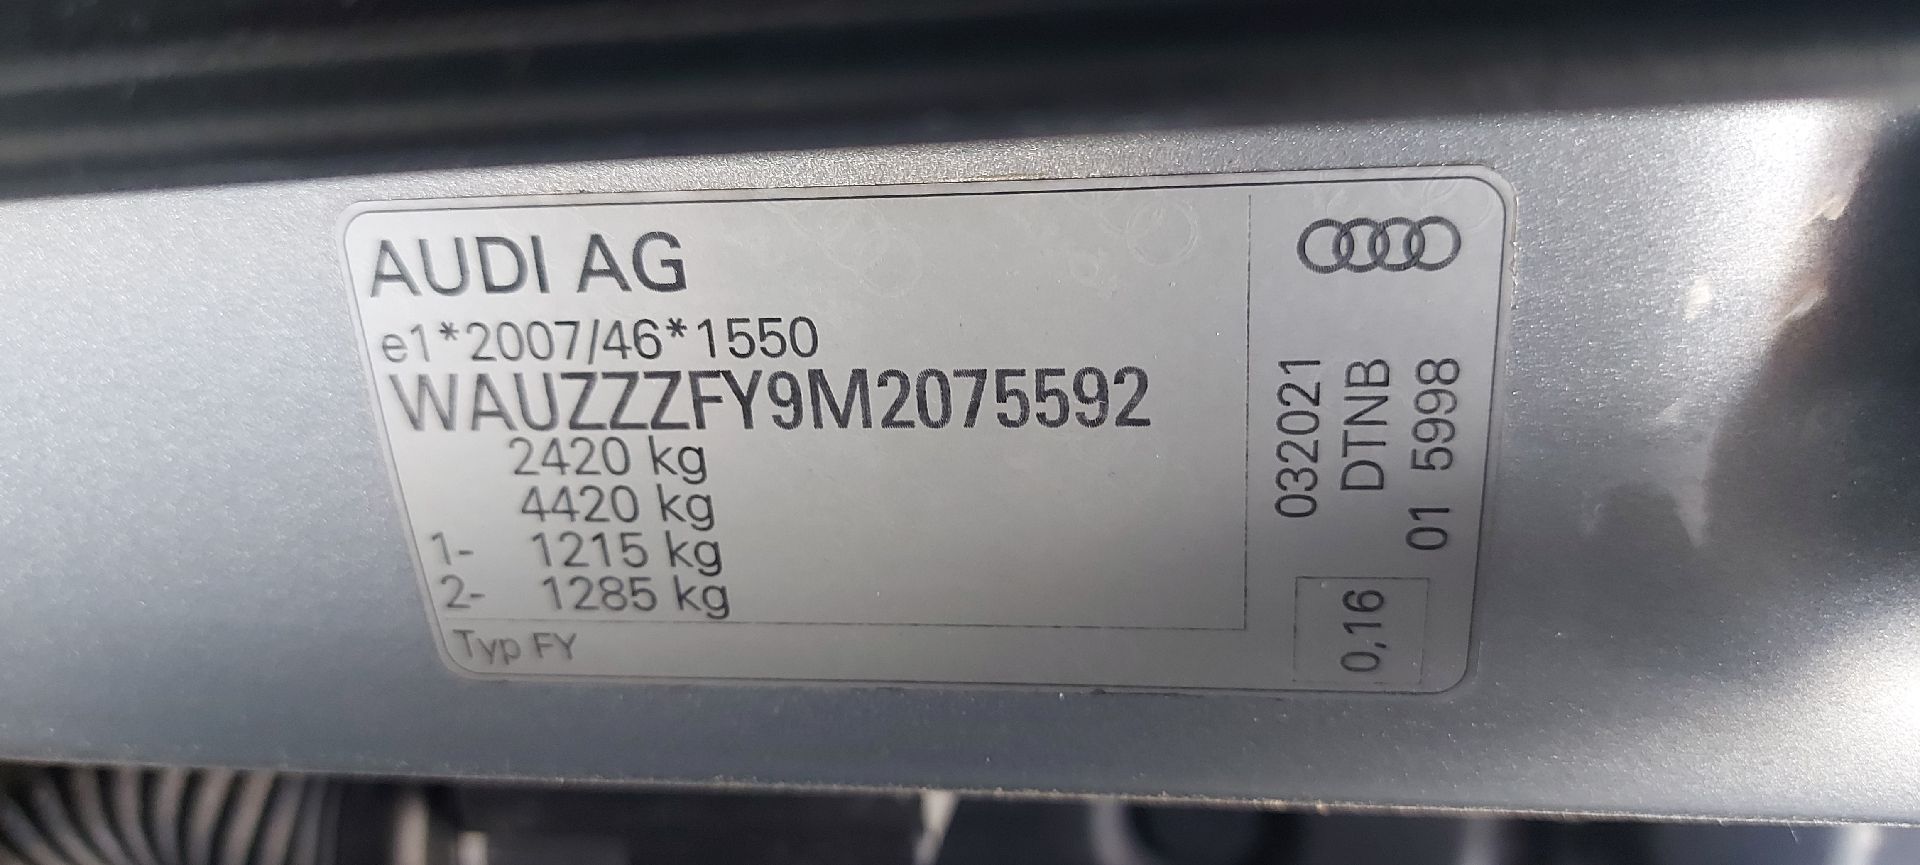 AUDI AG
e1*2007/46*1550
WAUZZZFY9M2075592
2420 kg
4420 kg
1- 1215 kg
2- 1285 kg
Typ FY
032021
DTNB
01 5998
0,16